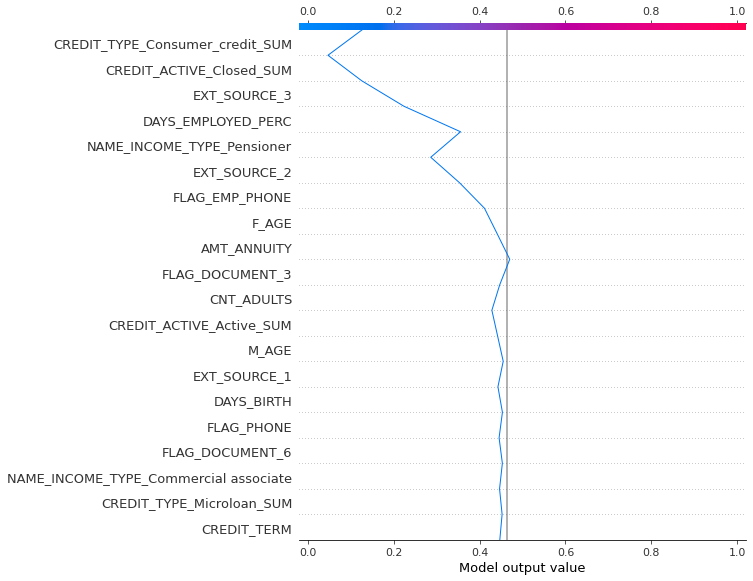 0.0 0.2 0.4 0.6 0.8 1.0
CREDIT_TYPE_Consumer_credit_SUM
CREDIT_ACTIVE_Closed_SUM
EXT_SOURCE_3
DAYS_EMPLOYED_PERC
NAME_INCOME_TYPE_Pensioner
EXT_SOURCE_2
FLAG_EMP_PHONE
F_AGE
AMT_ANNUITY
FLAG_DOCUMENT_3
CNT_ADULTS
CREDIT_ACTIVE_Active_SUM
M_AGE
EXT_SOURCE_1
DAYS_BIRTH
FLAG_PHONE
FLAG_DOCUMENT_6
NAME_INCOME_TYPE_Commercial associate
CREDIT_TYPE_Microloan_SUM
CREDIT_TERM
0.0 0.2 0.4 0.6 0.8 1.0
Model output value